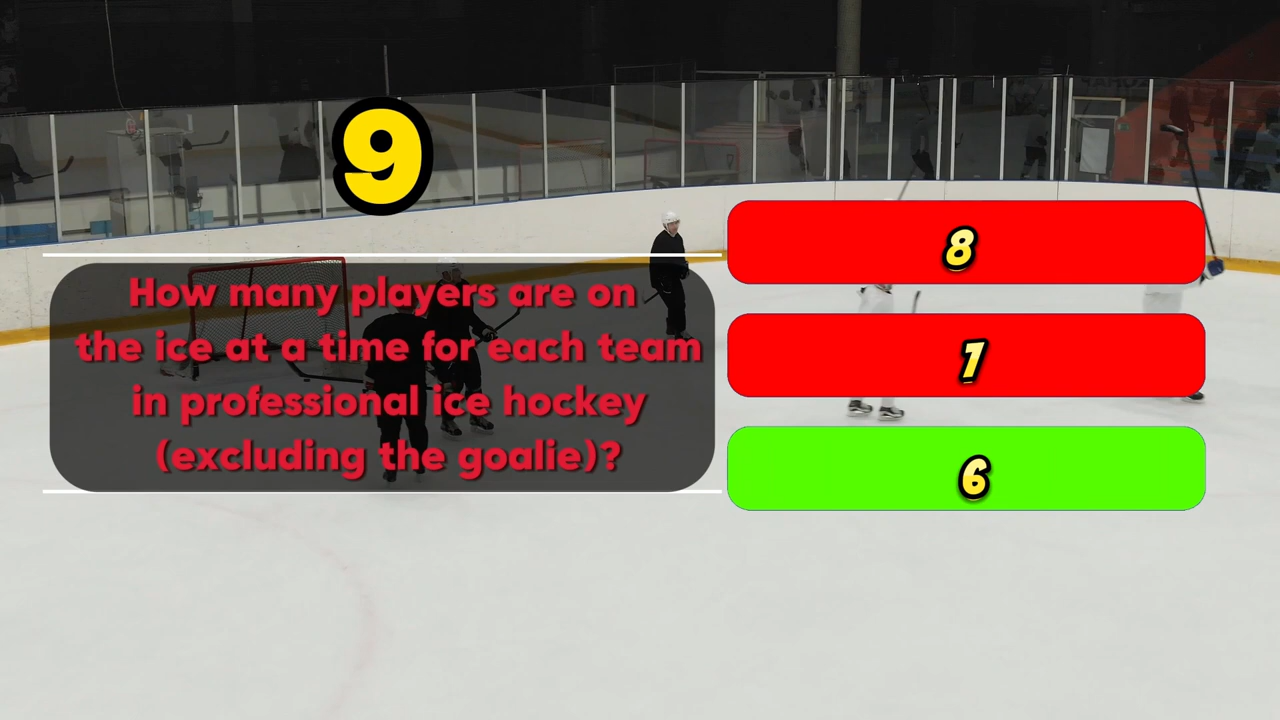 9
How many players are on
the ice at a time for each team
in professional ice hockey
(excluding the goalie)?
8
7
6